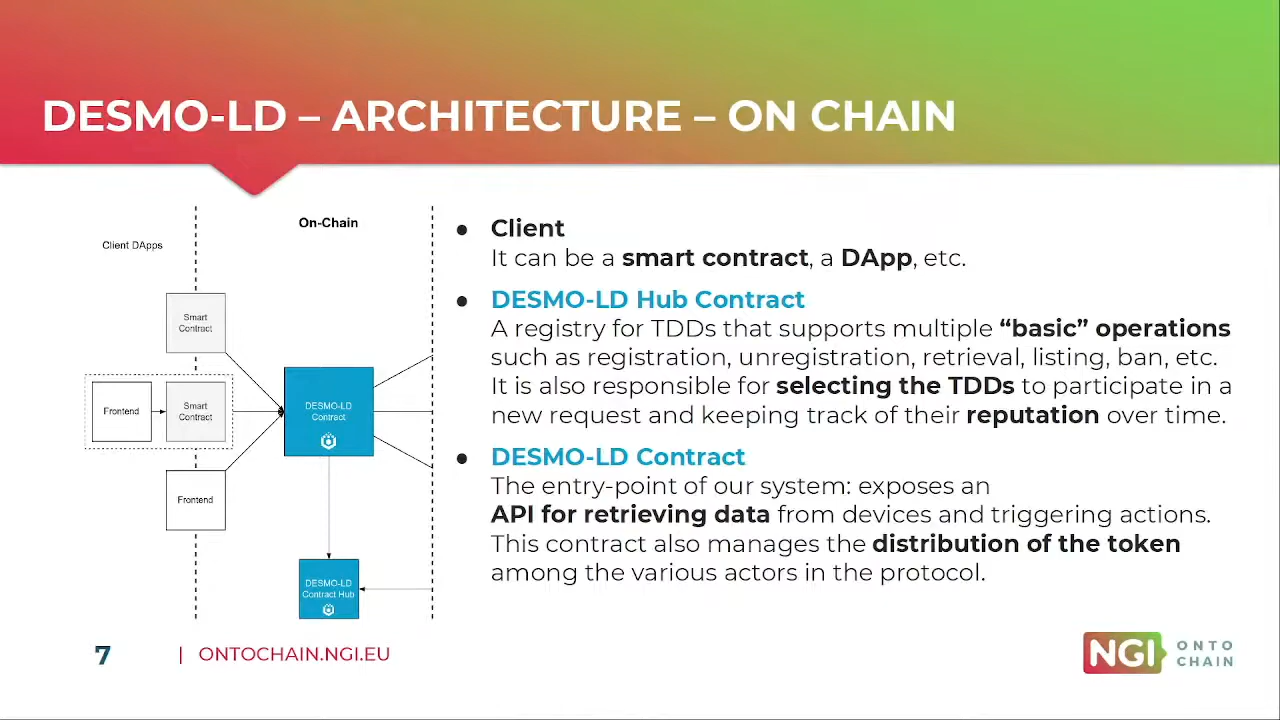 DESMO-LD – ARCHITECTURE – ON CHAIN
On-Chain
Client DApps
Smart
Contract
Frontend
Smart
Contract
Frontend
DESMO-LD
Contract
DESMO-LD
Contract Hub
● Client
It can be a smart contract, a DApp, etc.
● DESMO-LD Hub Contract
A registry for TDDs that supports multiple “basic” operations
such as registration, unregistration, retrieval, listing, ban, etc.
It is also responsible for selecting the TDDs to participate in a
new request and keeping track of their reputation over time.
● DESMO-LD Contract
The entry-point of our system: exposes an
API for retrieving data from devices and triggering actions.
This contract also manages the distribution of the token
among the various actors in the protocol.
7 | ONTOCHAIN.NGI.EU
NGI ONTO
CHAIN